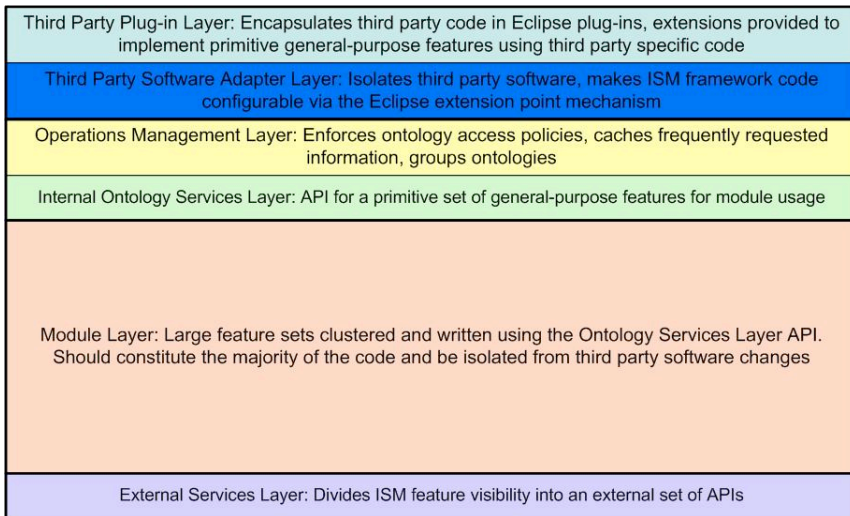 Third Party Plug-in Layer: Encapsulates third party code in Eclipse plug-ins, extensions provided to
implement primitive general-purpose features using third party specific code
Third Party Software Adapter Layer: Isolates third party software, makes ISM framework code
configurable via the Eclipse extension point mechanism
Operations Management Layer: Enforces ontology access policies, caches frequently requested
information, groups ontologies
Internal Ontology Services Layer: API for a primitive set of general-purpose features for module usage
Module Layer: Large feature sets clustered and written using the Ontology Services Layer API.
Should constitute the majority of the code and be isolated from third party software changes
External Services Layer: Divides ISM feature visibility into an external set of APIs